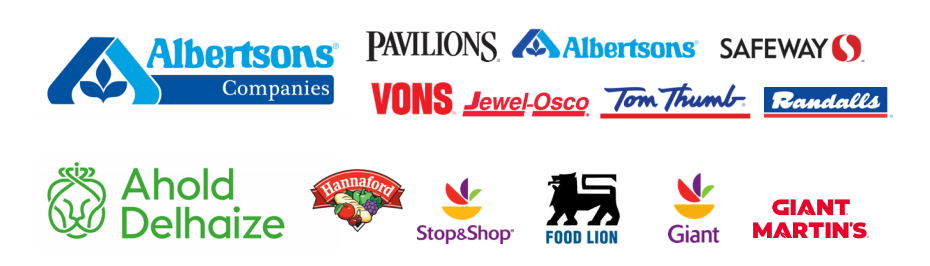 Albertsons®
Companies
PAVILIONS®
Albertsons®
SAFEWAY
VONS®
Jewel-Osco®
Tom Thumb®
Randalls®
Ahold
Delhaize
Hannaford
Stop&Shop®
FOOD LION
Giant
GIANT
MARTIN'S